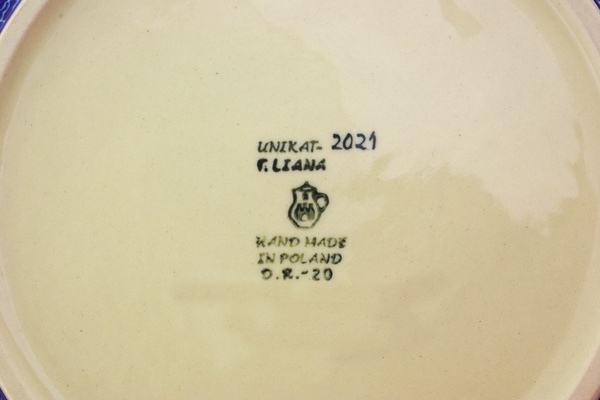 UNIKAT- 2021
F.LIANA
HAND MADE
IN POLAND
D.R.-20